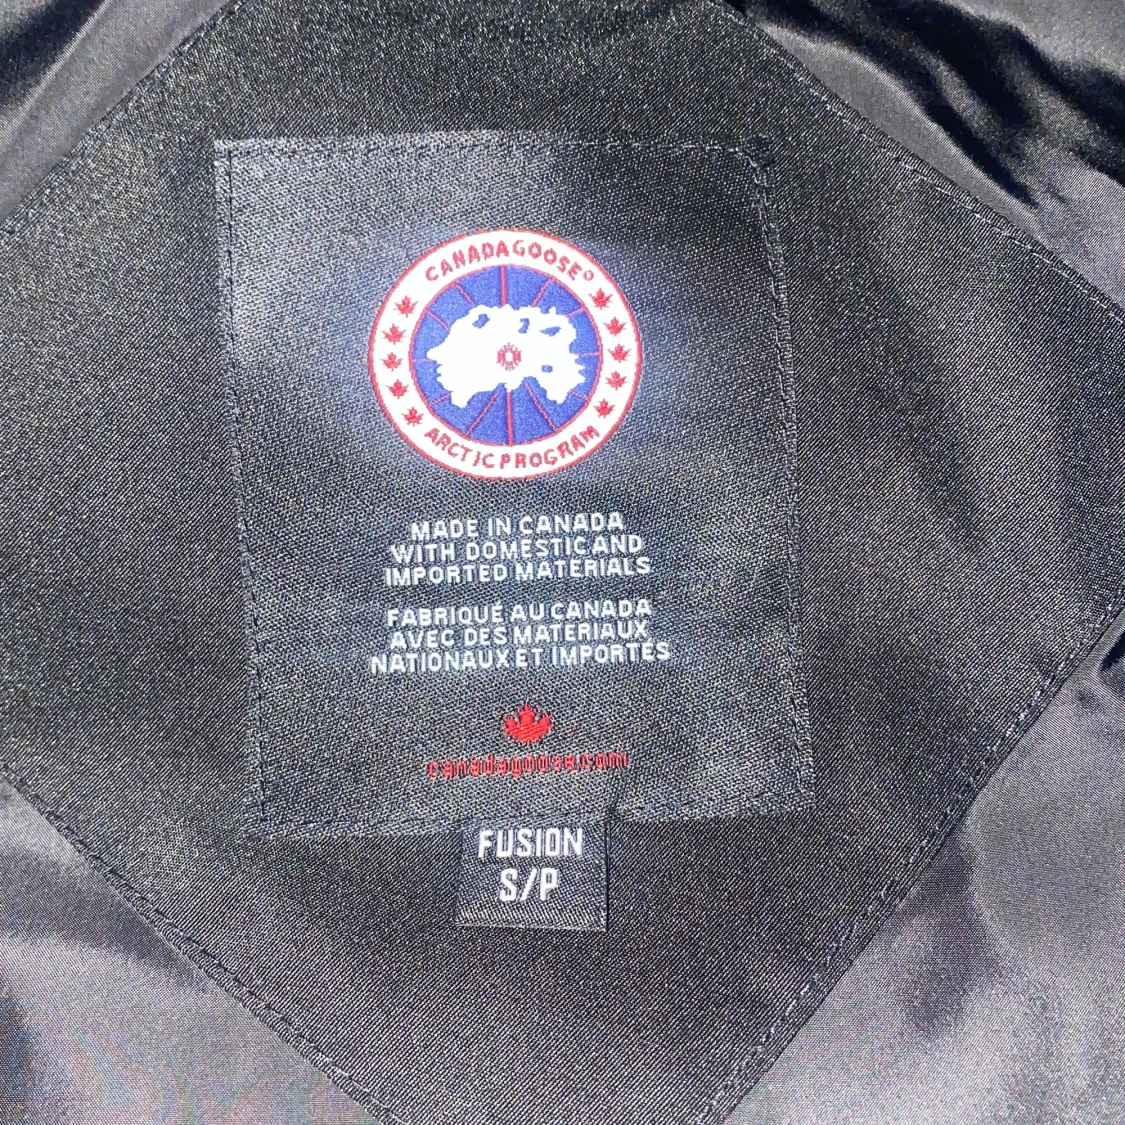 CANADA GOOSE®
ARCTIC PROGRAM
MADE IN CANADA
WITH DOMESTIC AND
IMPORTED MATERIALS
FABRIQUÉ AU CANADA
AVEC DES MATERIAUX
NATIONAUX ET IMPORTES
canadagoose.com
FUSION
S/P